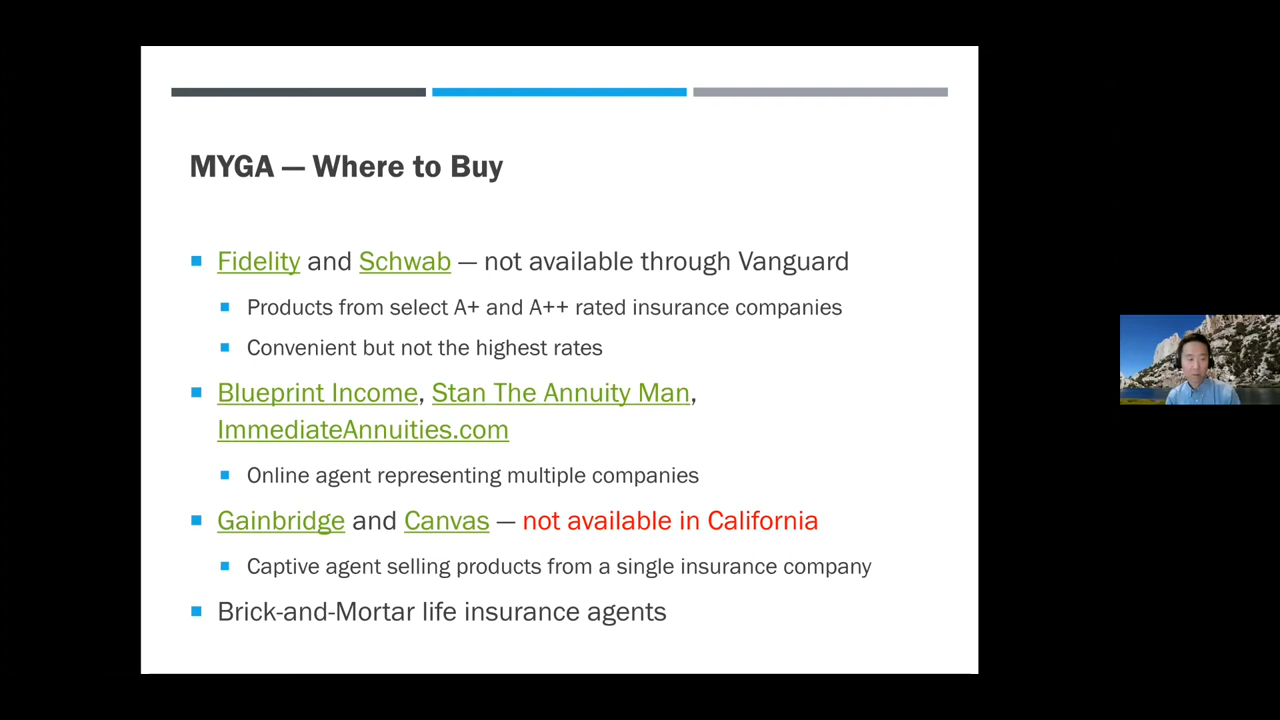 MYGA — Where to Buy
Fidelity and Schwab — not available through Vanguard
Products from select A+ and A++ rated insurance companies
Convenient but not the highest rates
Blueprint Income, Stan The Annuity Man,
ImmediateAnnuities.com
Online agent representing multiple companies
Gainbridge and Canvas — not available in California
Captive agent selling products from a single insurance company
Brick-and-Mortar life insurance agents